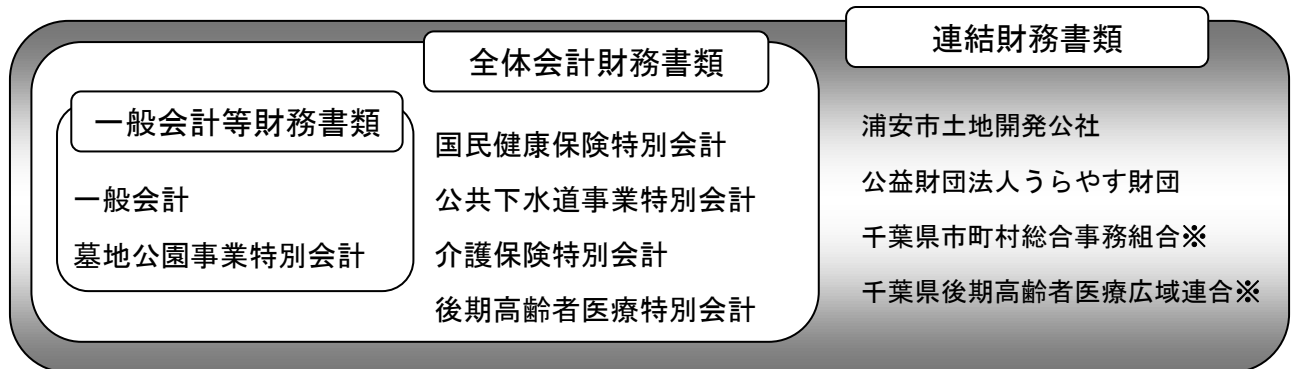 一般会計等財務書類
一般会計
墓地公園事業特別会計
全体会計財務書類
国民健康保険特別会計
公共下水道事業特別会計
介護保険特別会計
後期高齢者医療特別会計
連結財務書類
浦安市土地開発公社
公益財団法人うらやす財団
千葉県市町村総合事務組合※
千葉県後期高齢者医療広域連合※